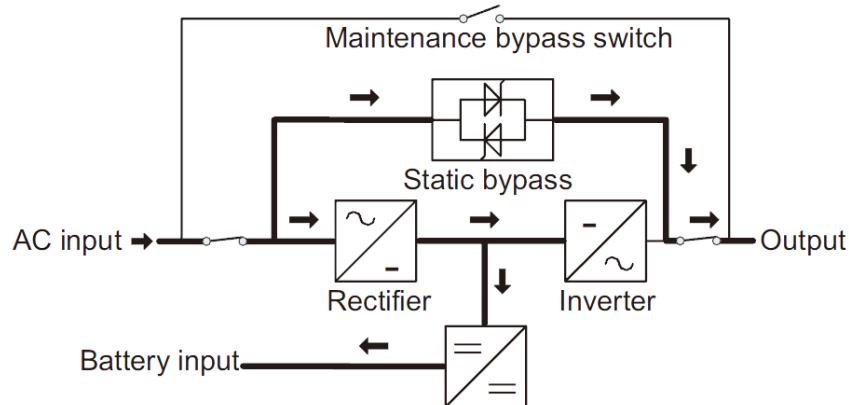 Maintenance bypass switch
Static bypass
AC input
Output
Rectifier
Inverter
Battery input